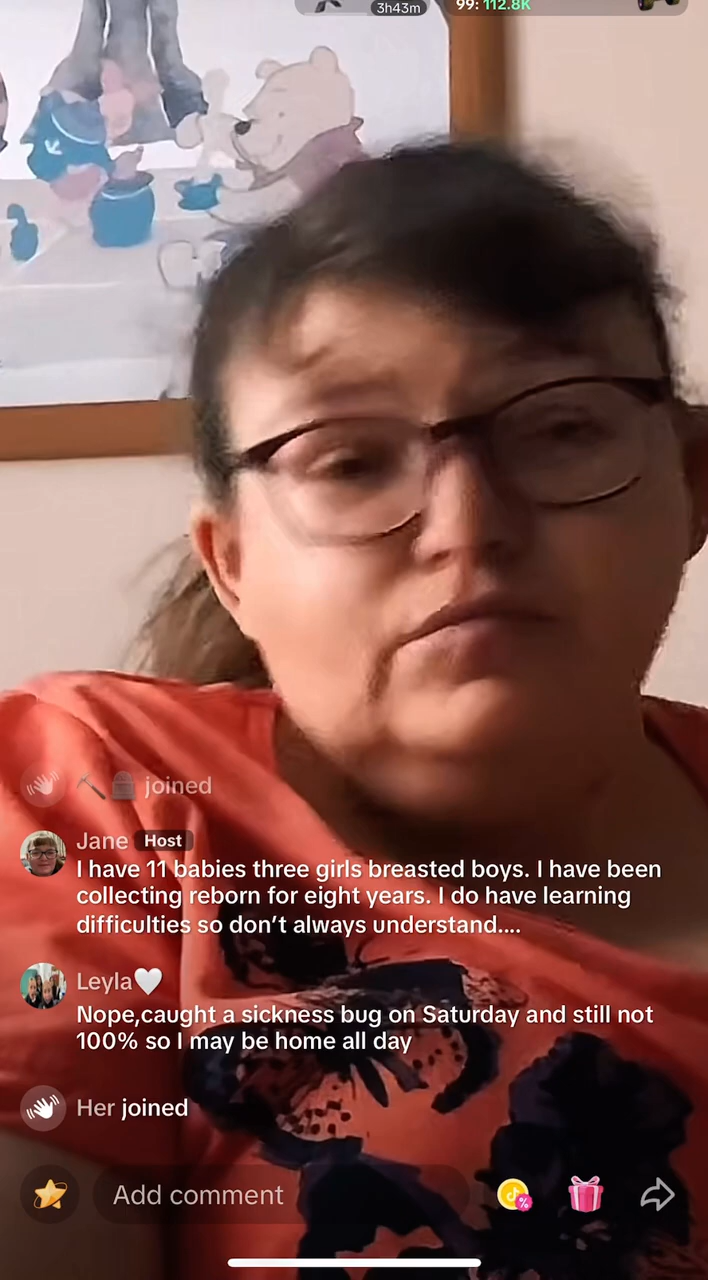 3h43m
99: 112.8K
joined
Jane Host
I have 11 babies three girls breasted boys. I have been
collecting reborn for eight years. I do have learning
difficulties so don’t always understand....
Leyla🤍
Nope,caught a sickness bug on Saturday and still not
100% so I may be home all day
Her joined
Add comment